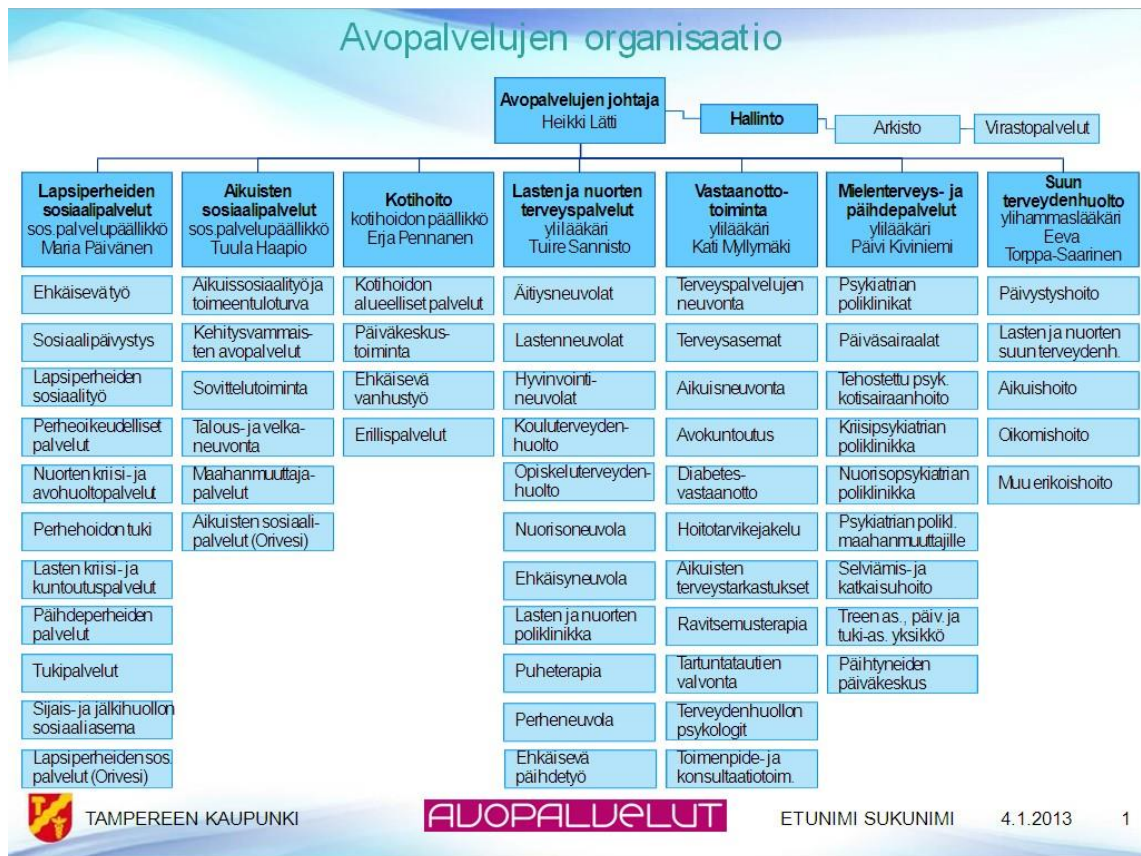 Avopalvelujen organisaatio
Avopalvelujen johtaja
Heikki Lätti
Hallinto
Arkisto
Virastopalvelut
Lapsiperheiden
sosiaalipalvelut
sos.palvelupäällikkö
Maria Päivänen
Ehkäisevä työ
Sosiaalipäivystys
Lapsiperheiden
sosiaalityö
Perheoikeudelliset
palvelut
Nuorten kriisi- ja
avohuoltopalvelut
Perhehoidon tuki
Lasten kriisi- ja
kuntoutuspalvelut
Päihdeperheiden
palvelut
Tukipalvelut
Sijais- ja jälkihuollon
sosiaaliasema
Lapsiperheiden sos.
palvelut (Orivesi)
Aikuisten
sosiaalipalvelut
sos.palvelupäällikkö
Tuula Haapio
Aikuissosiaalityö ja
toimeentuloturva
Kehitysvammais-
ten avopalvelut
Sovittelutoiminta
Talous- ja velka-
neuvonta
Maahanmuuttaja-
palvelut
Aikuisten sosiaali-
palvelut (Orivesi)
Kotihoito
kotihoidon päällikkö
Erja Pennanen
Kotihoidon
alueelliset palvelut
Päiväkeskus-
toiminta
Ehkäisevä
vanhustyö
Erillispalvelut
Lasten ja nuorten
terveyspalvelut
ylilääkäri
Tuire Sannisto
Äitiysneuvolat
Lastenneuvolat
Hyvinvointi-
neuvolat
Kouluterveyden-
huolto
Opiskeluterveyden-
huolto
Nuorisoneuvola
Ehkäisyneuvola
Lasten ja nuorten
poliklinikka
Puheterapia
Perheneuvola
Ehkäisevä
päihdetyö
Vastaanotto-
toiminta
ylilääkäri
Kati Myllymäki
Terveyspalvelujen
neuvonta
Terveysasemat
Aikuisneuvonta
Avokuntoutus
Diabetes-
vastaanotto
Hoitotarvikejakelu
Aikuisten
terveystarkastukset
Ravitsemusterapia
Tartuntatautien
valvonta
Terveydenhuollon
psykologit
Toimenpide- ja
konsultaatiotoim.
Mielenterveys- ja
päihdepalvelut
ylilääkäri
Päivi Kiviniemi
Psykiatrian
poliklinikat
Päiväsairaalat
Tehostettu psyk.
kotisairaanhoito
Kriisipsykiatrian
poliklinikka
Nuorisopsykiatrian
poliklinikka
Psykiatrian polikl.
maahanmuuttajille
Selviämis- ja
katkaisuhoito
Treen as., päiv. ja
tuki-as. yksikkö
Päihtyneiden
päiväkeskus
Suun
terveydenhuolto
ylihammaslääkäri
Eeva
Torppa-Saarinen
Päivystyshoito
Lasten ja nuorten
suun terveydenh.
Aikuishoito
Oikomishoito
Muu erikoishoito
TAMPEREEN KAUPUNKI
AVOPALVELUT
ETUNIMI SUKUNIMI
4.1.2013
1